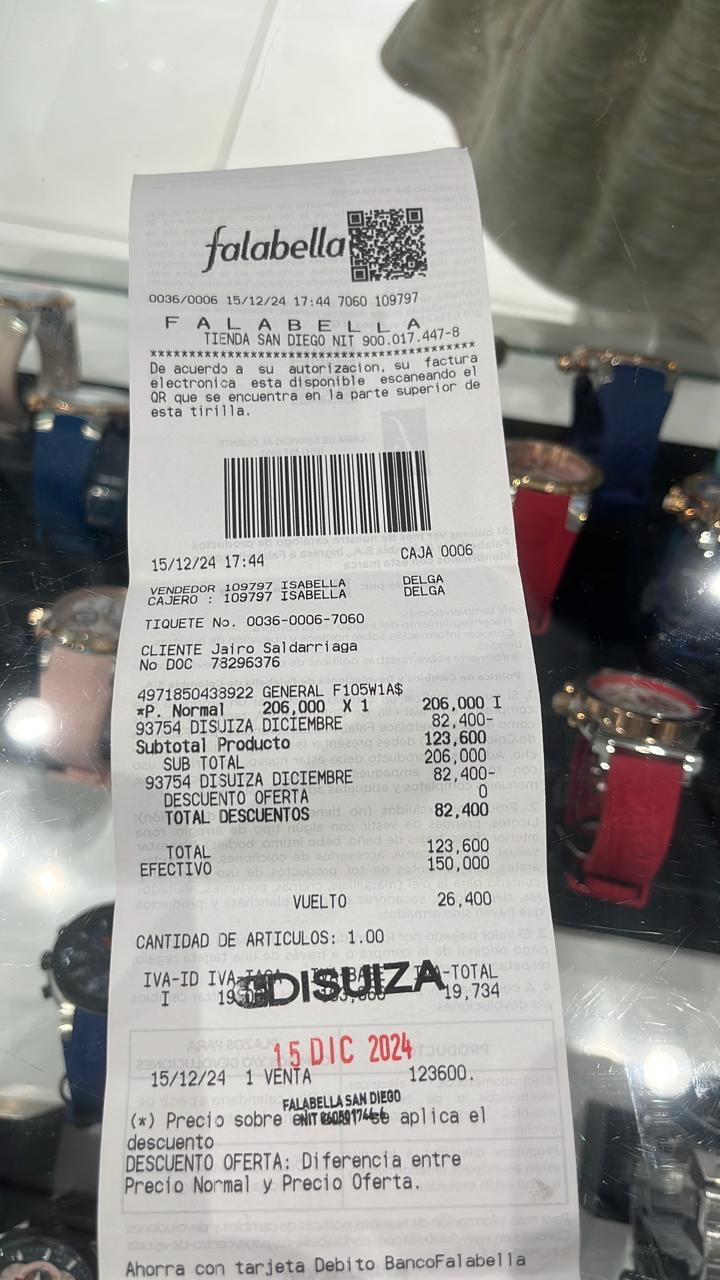 falabella
0036/0006 15/12/24 17:44 7060 109797
F A L A B E L L A
TIENDA SAN DIEGO NIT 900.017.447-8
****************************************
De acuerdo a su autorizacion, su factura
electronica esta disponible escaneando el
QR que se encuentra en la parte superior de
esta tirilla.
15/12/24 17:44 CAJA 0006
VENDEDOR 109797 ISABELLA DELGA
CAJERO : 109797 ISABELLA DELGA
TIQUETE No. 0036-0006-7060
CLIENTE Jairo Saldarriaga
No DOC 73296376
4971850438922 GENERAL F105W1A$
*P. Normal 206,000 X 1 206,000 I
93754 DISUIZA DICIEMBRE 82,400-
Subtotal Producto 123,600
SUB TOTAL 206,000
93754 DISUIZA DICIEMBRE 82,400-
DESCUENTO OFERTA 0
TOTAL DESCUENTOS 82,400
TOTAL 123,600
EFECTIVO 150,000
VUELTO 26,400
CANTIDAD DE ARTICULOS: 1.00
IVA-ID -TOTAL
DISUIZA
I 19,734
15 DIC 2024
15/12/24 1 VENTA 123600.
FALABELLA SAN DIEGO
(*) Precio sobre se aplica el
descuento
DESCUENTO OFERTA: Diferencia entre
Precio Normal y Precio Oferta.
Ahorra con tarjeta Debito BancoFalabella